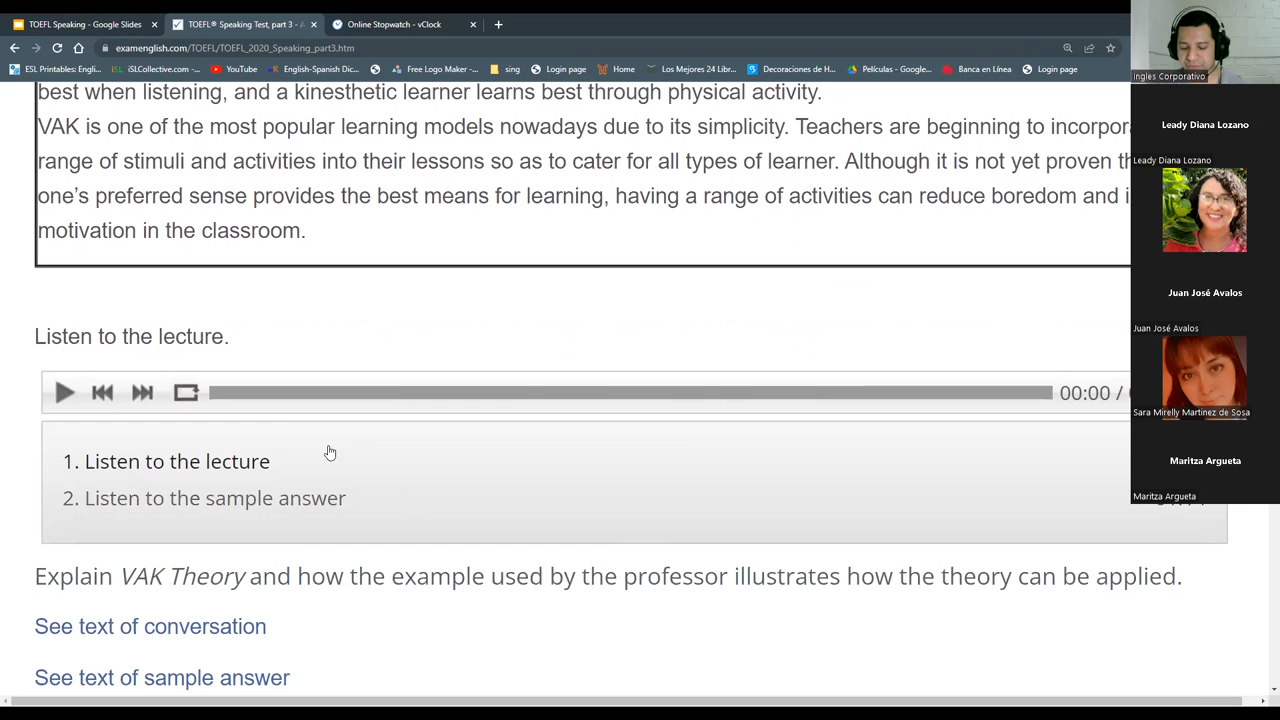 TOEFL Speaking - Google Slides
TOEFL® Speaking Test, part 3 - A
Online Stopwatch - vClock
examenglish.com/TOEFL/TOEFL_2020_Speaking_part3.htm
ESL Printables: Engli...
iSLCollective.com -...
YouTube
English-Spanish Dic...
Login page
Free Logo Maker -...
sing
Login page
Home
Los Mejores 24 Libr...
Decoraciones de H...
Películas - Google...
Banca en Línea
Login page
best when listening, and a kinesthetic learner learns best through physical activity.
VAK is one of the most popular learning models nowadays due to its simplicity. Teachers are beginning to incorpora
range of stimuli and activities into their lessons so as to cater for all types of learner. Although it is not yet proven th
one's preferred sense provides the best means for learning, having a range of activities can reduce boredom and i
motivation in the classroom.
Listen to the lecture.
00:00 /
1. Listen to the lecture
2. Listen to the sample answer
Explain VAK Theory and how the example used by the professor illustrates how the theory can be applied.
See text of conversation
See text of sample answer
Ingles Corporativo
Leady Diana Lozano
Leady Diana Lozano
Juan José Avalos
Juan José Avalos
Sara Mirelly Martinez de Sosa
Maritza Argueta
Maritza Argueta